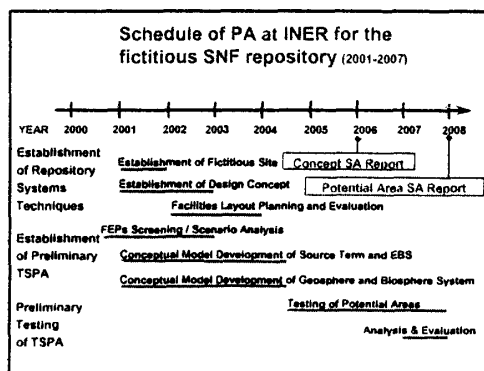 Schedule of PA at INER for the
fictitious SNF repository (2001-2007)
YEAR 2000 2001 2002 2003 2004 2005 2006 2007 2008
Establishment
of Repository
Systems
Techniques
Establishment of Fictitious Site
Concept SA Report
Establishment of Design Concept
Potential Area SA Report
Facilities Layout Planning and Evaluation
Establishment
of Preliminary
TSPA
FEPs Screening / Scenario Analysis
Conceptual Model Development of Source Term and EBS
Conceptual Model Development of Geosphere and Biosphere System
Preliminary
Testing
of TSPA
Testing of Potential Areas
Analysis & Evaluation